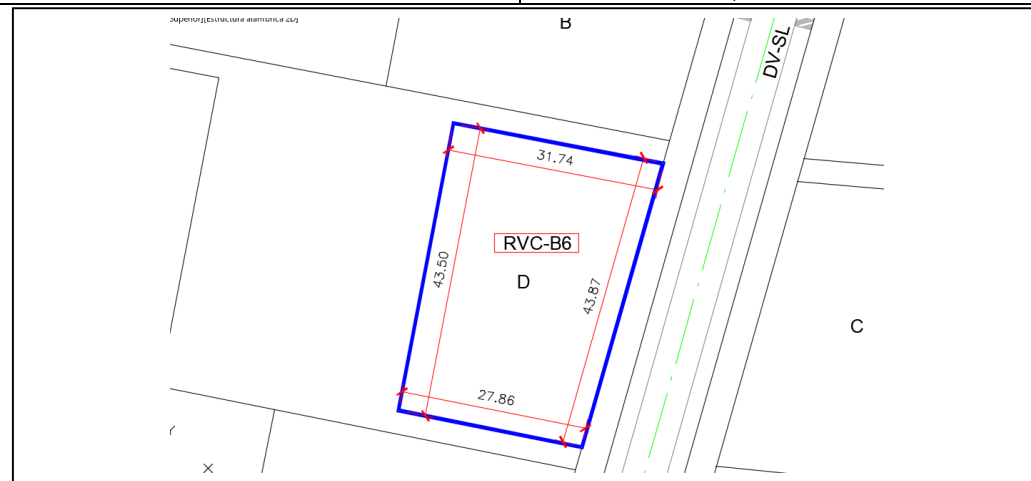 Superior][Estructura alámbrica 2D]
B
DV-SL
31.74
RVC-B6
43.50
D
43.87
C
27.86
X